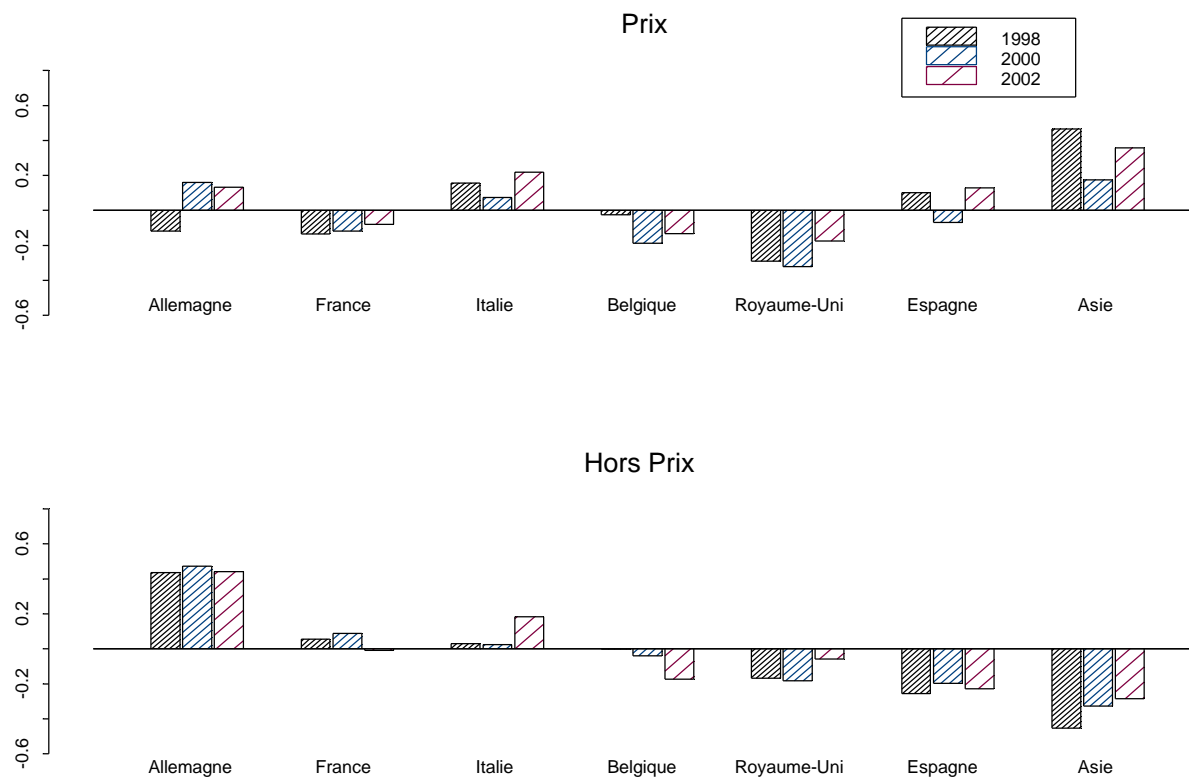 Prix
1998
2000
2002
0.6
0.2
-0.2
-0.6
Allemagne France Italie Belgique Royaume-Uni Espagne Asie
Hors Prix
0.6
0.2
-0.2
-0.6
Allemagne France Italie Belgique Royaume-Uni Espagne Asie